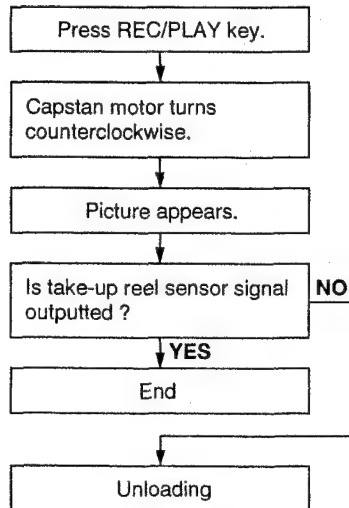 Press REC/PLAY key.
Capstan motor turns
counterclockwise.
Picture appears.
Is take-up reel sensor signal
outputted ?
NO
YES
End
Unloading